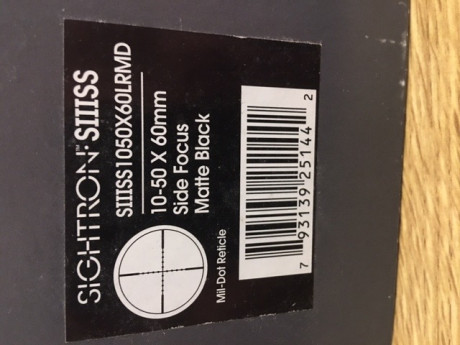 SIGHTRON™ SIIISS
SIIISS1050X60LRMD
10-50 X 60mm
Side Focus
Matte Black
Mil-Dot Reticle
7 93139 25144 2